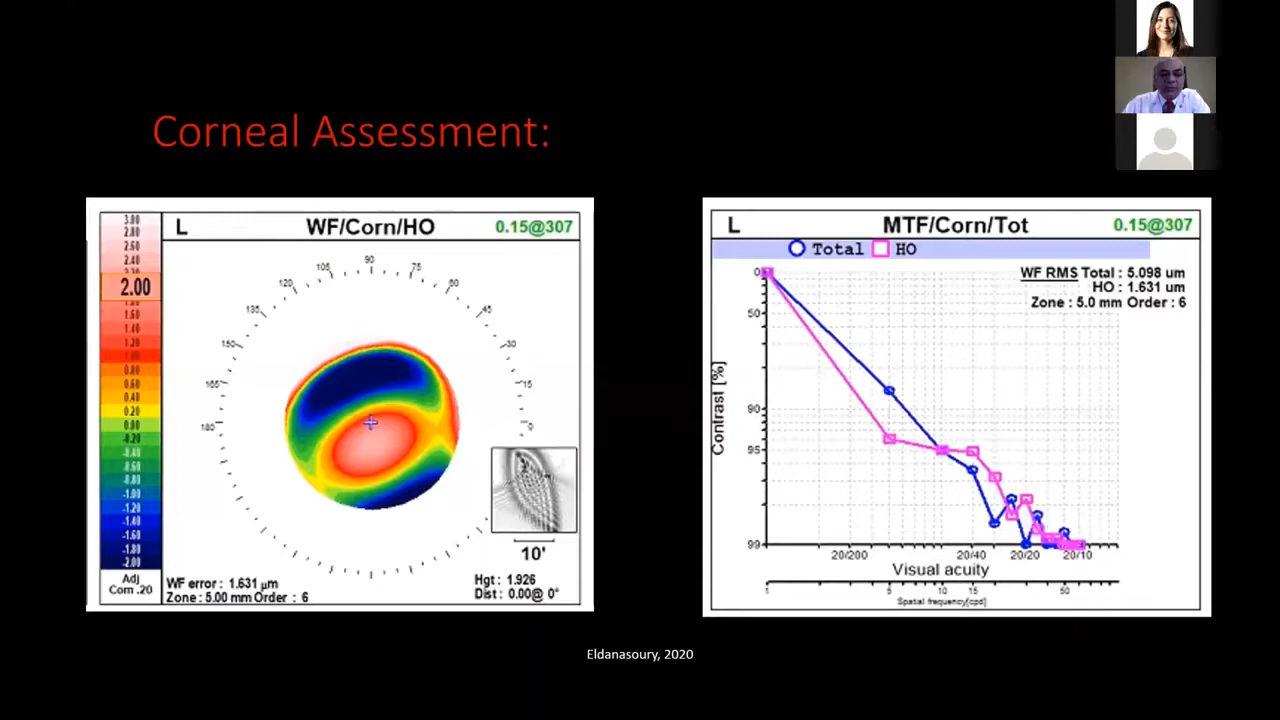 Corneal Assessment:
L
WF/Corn/HO
0.15@307
3.00
2.80
2.60
2.40
2.00
1.60
1.40
1.20
1.00
0.80
0.60
0.40
0.20
0.00
-0.20
-0.40
-0.60
-0.80
-1.00
-1.20
-1.40
-1.60
-1.80
-2.00
Adj
Corn .20
90
105
75
120
60
135
45
150
30
165
15
180
0
10'
WF error : 1.631 µm
Zone : 5.00 mm Order : 6
Hgt : 1.926
Dist : 0.00@ 0°
L
MTF/Corn/Tot
0.15@307
Total HO
WF RMS Total : 5.098 um
HO : 1.631 um
Zone : 5.0 mm Order : 6
Contrast [%]
0
50
90
95
99
20/200 20/40 20/20 20/10
Visual acuity
1 5 10 15 50
Spatial frequency[cpd]
Eldanasoury, 2020